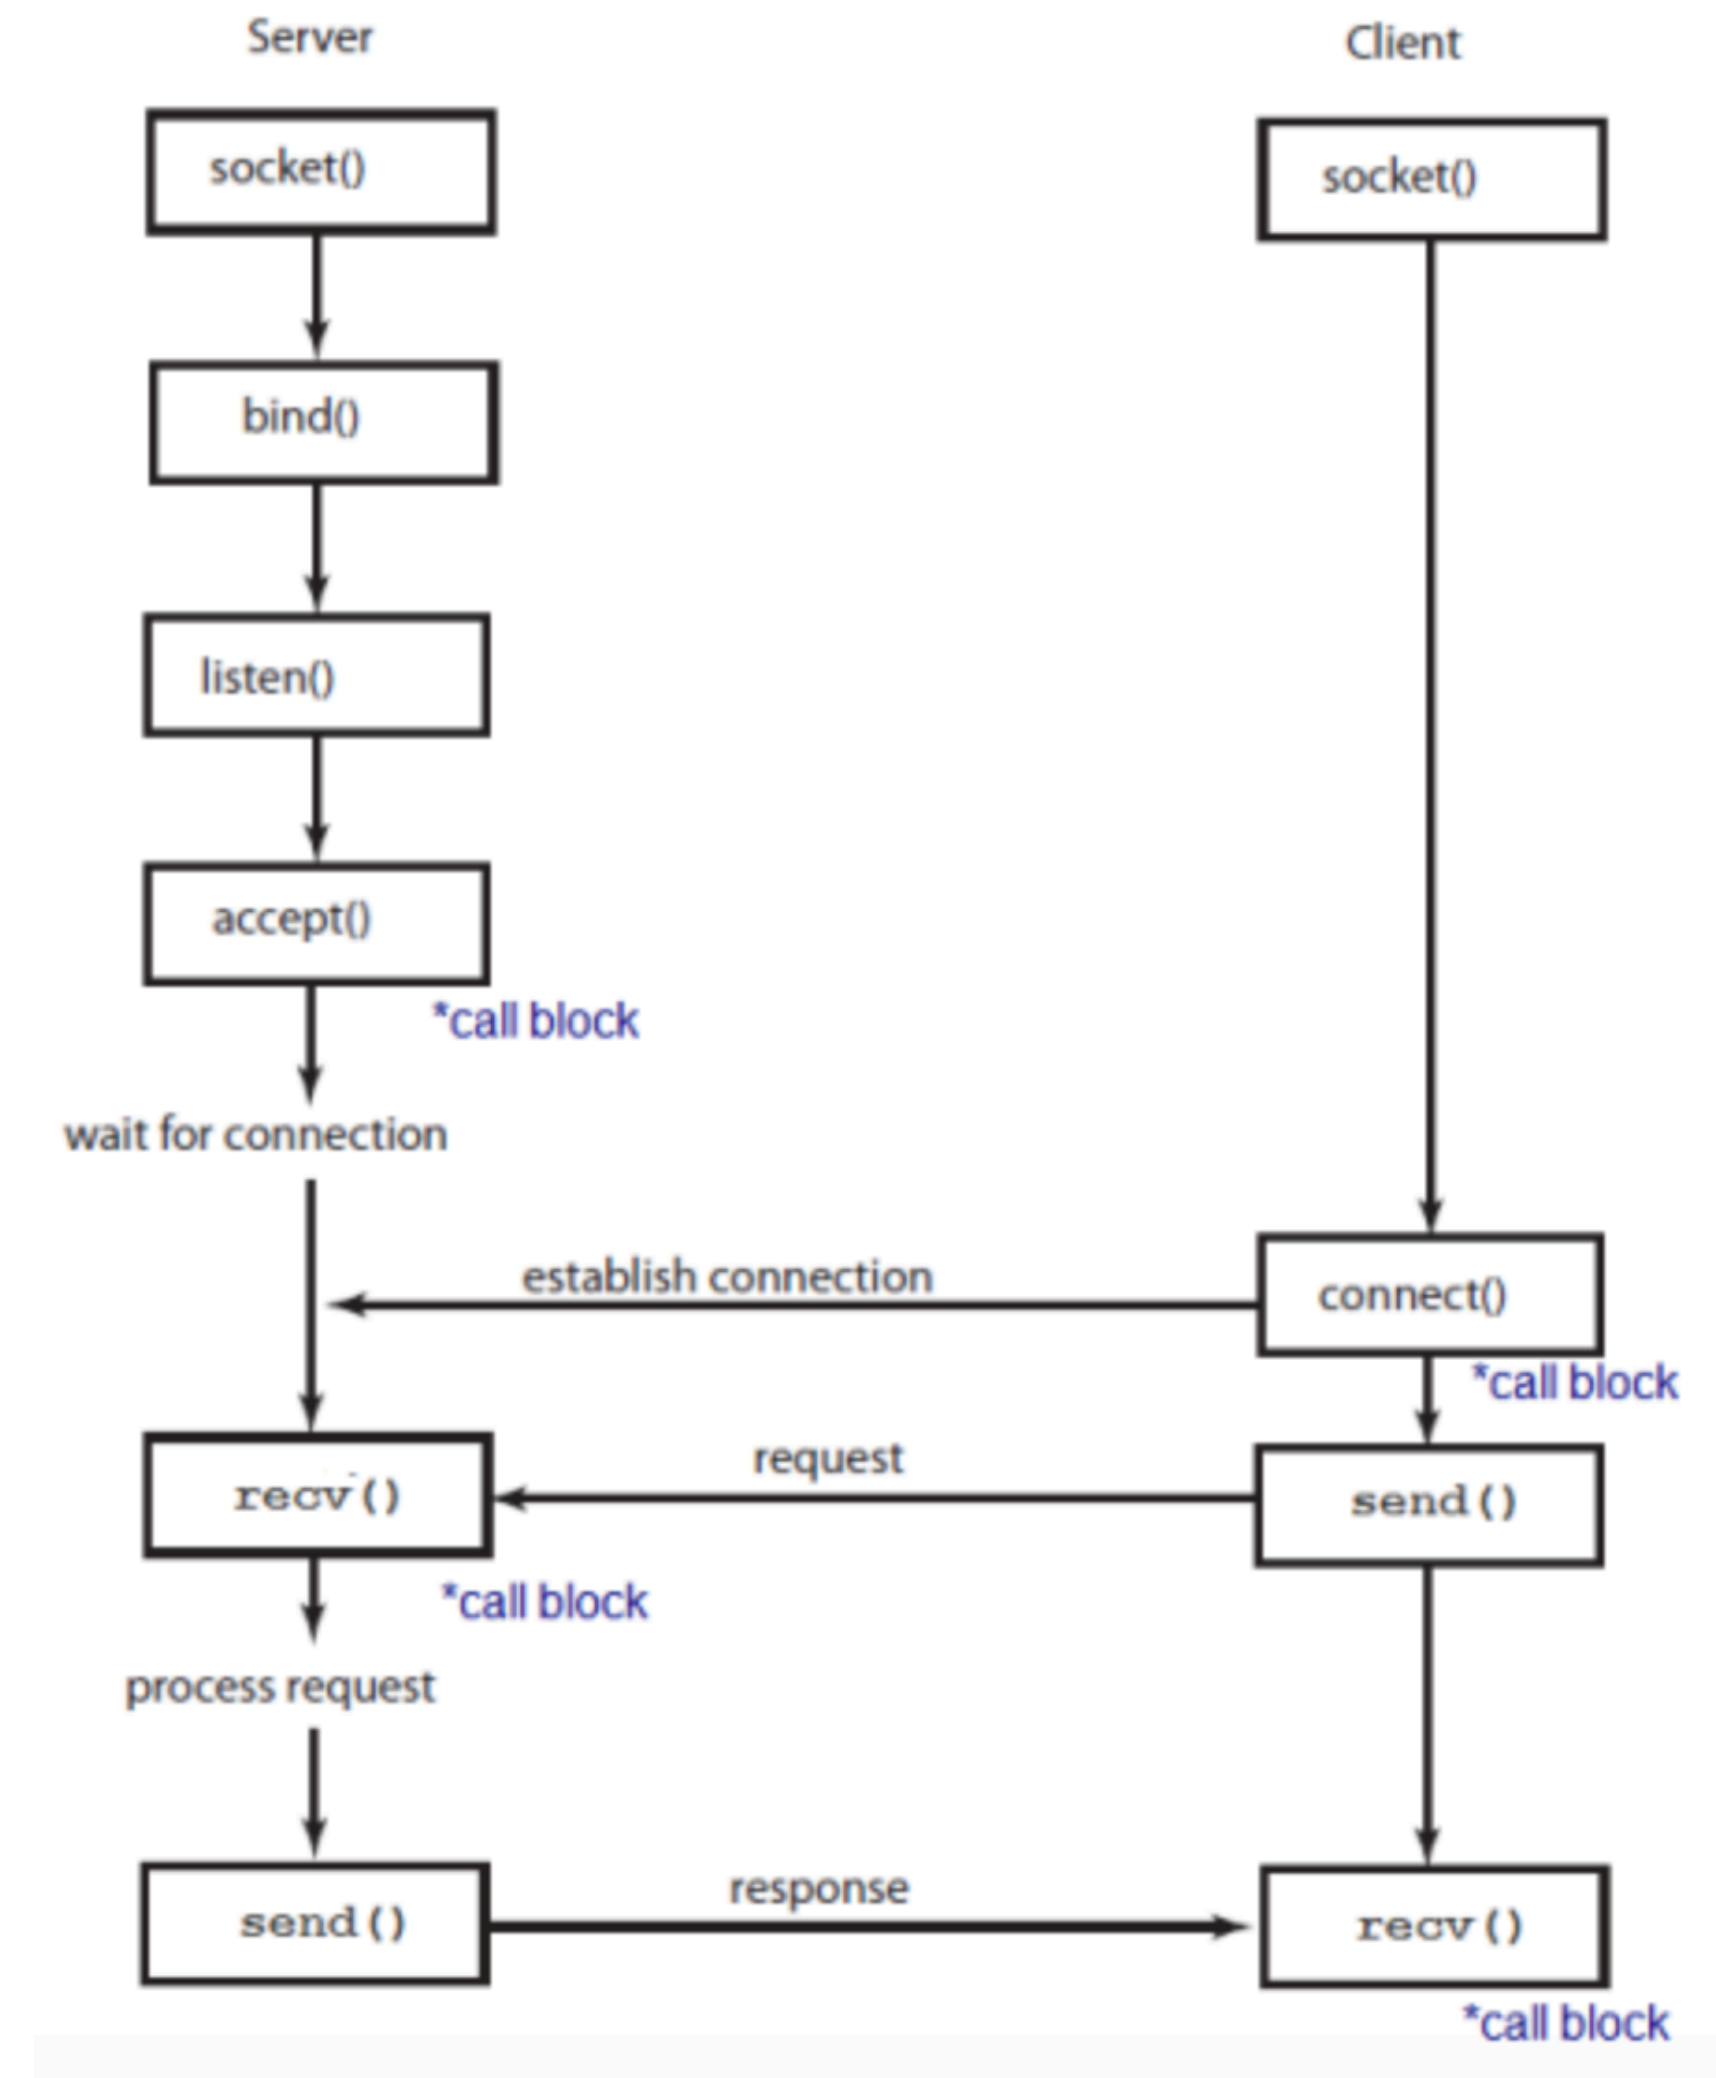 Server
Client
socket()
socket()
bind()
listen()
accept()
*call block
wait for connection
establish connection
connect()
*call block
request
recv()
send()
*call block
process request
response
send()
recv()
*call block